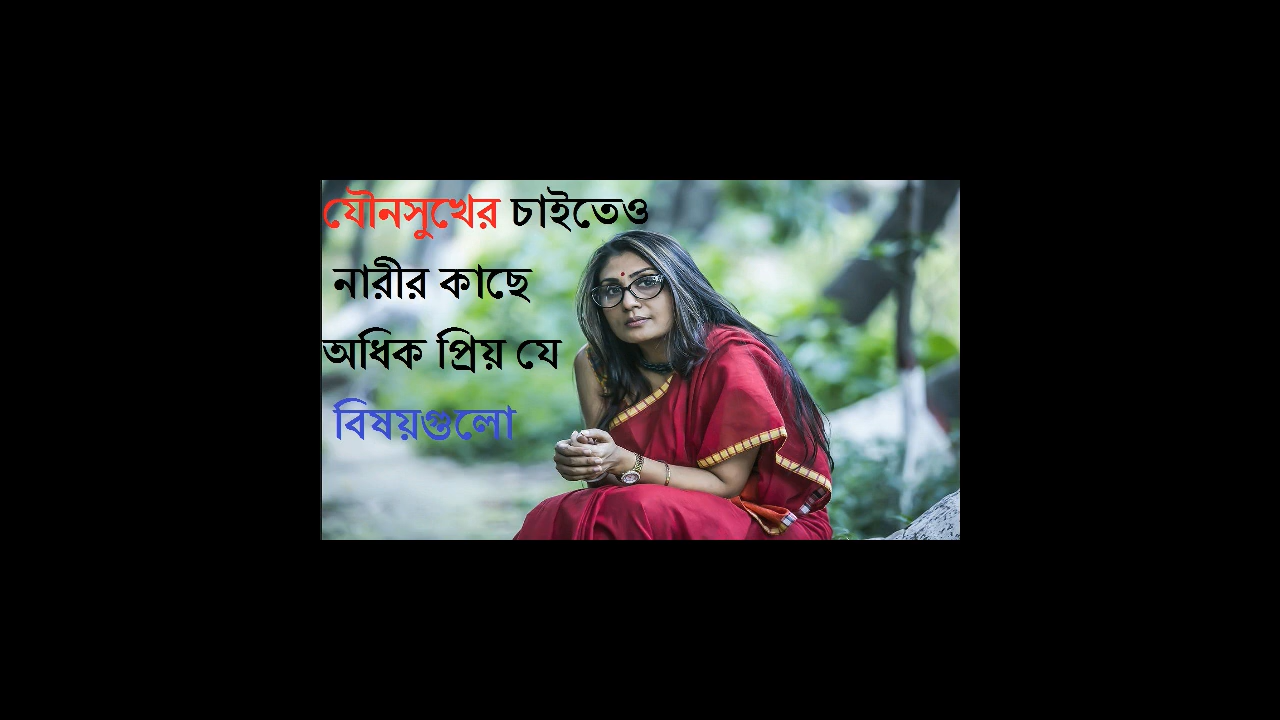 যৌনসুখের চাইতেও
নারীর কাছে
অধিক প্রিয় যে
বিষয়গুলো